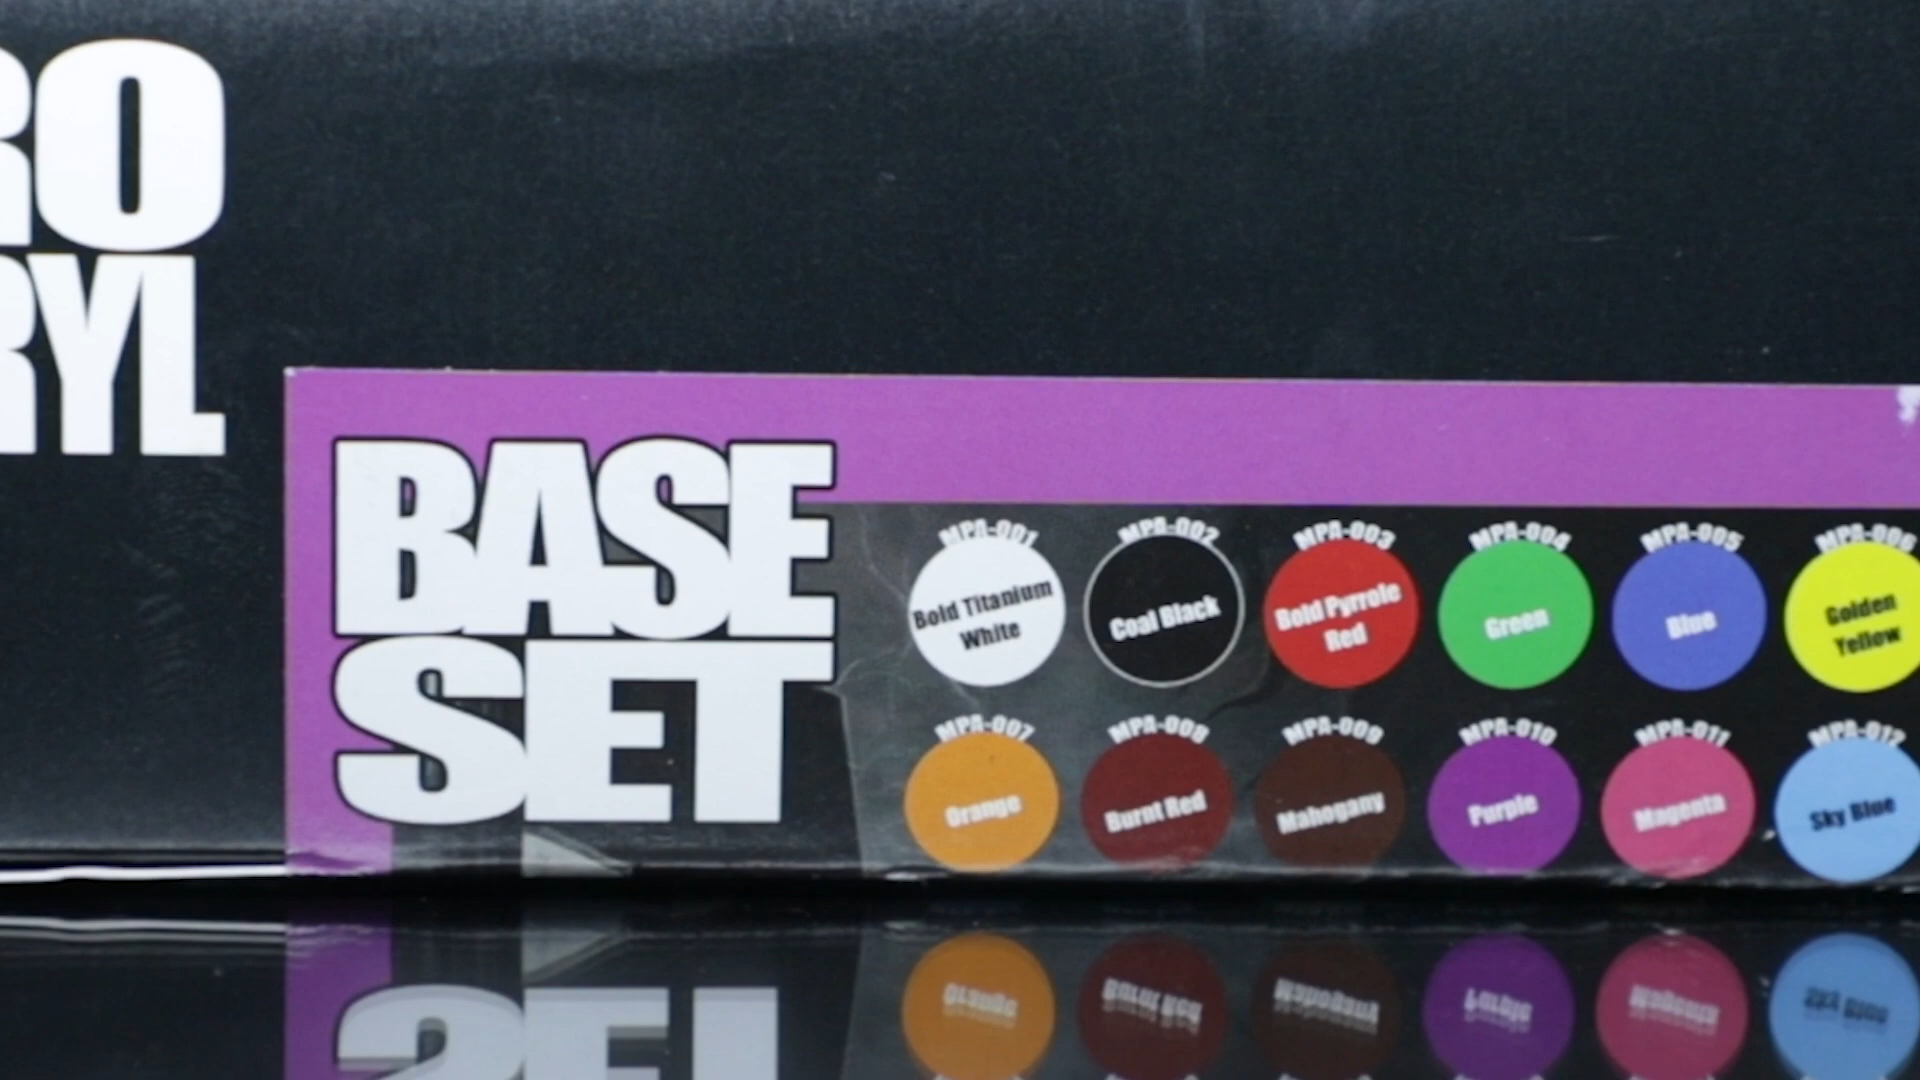 RO
RYL
BASE
SET
MPA-001 MPA-002 MPA-003 MPA-004 MPA-005 MPA-006
Bold Titanium White Coal Black Bold Pyrrole Red Green Blue Golden Yellow
MPA-007 MPA-008 MPA-009 MPA-010 MPA-011 MPA-012
Orange Burnt Red Mahogany Purple Magenta Sky Blue